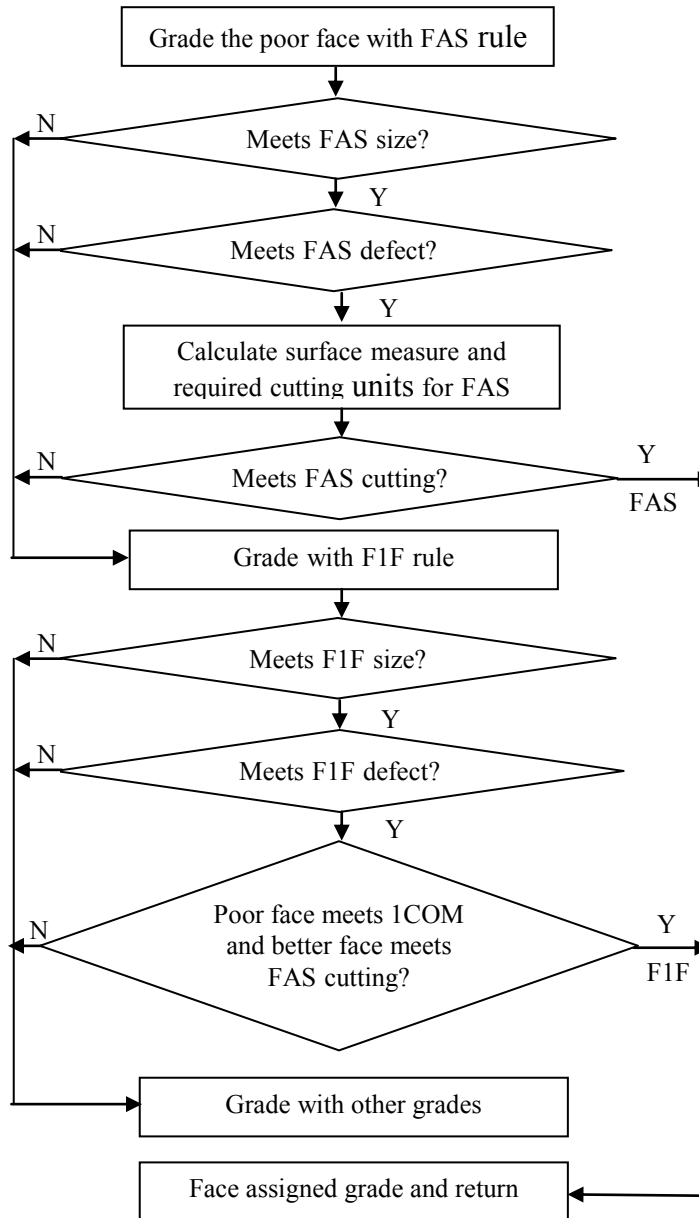 Grade the poor face with FAS rule
N
Meets FAS size?
Y
N
Meets FAS defect?
Y
Calculate surface measure and
required cutting units for FAS
N
Meets FAS cutting?
Y
FAS
Grade with F1F rule
N
Meets F1F size?
Y
N
Meets F1F defect?
Y
N
Poor face meets 1COM
and better face meets
FAS cutting?
Y
F1F
Grade with other grades
Face assigned grade and return